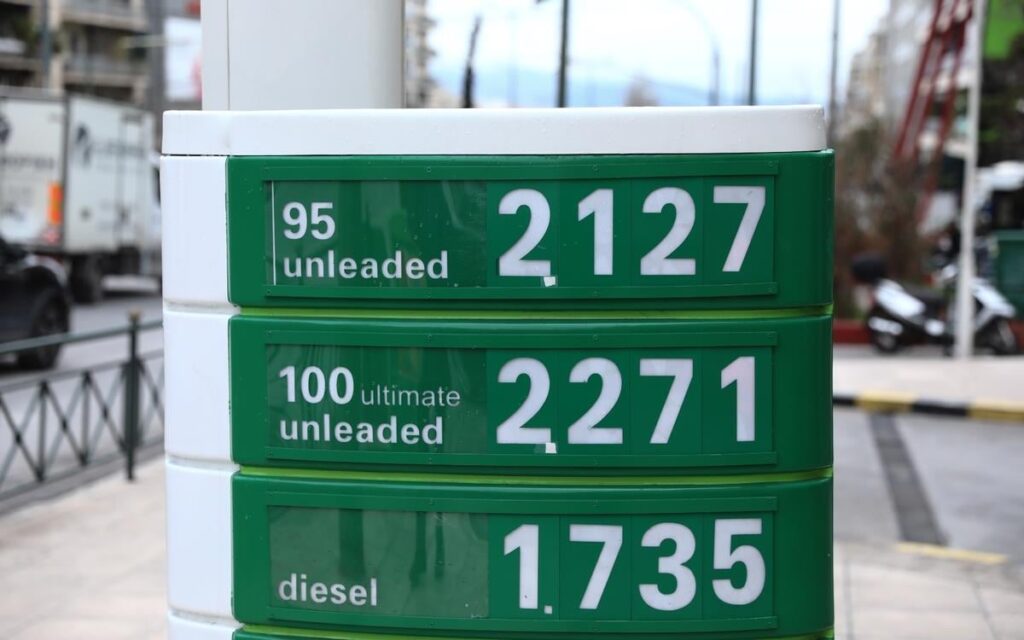 95
unleaded 2.127
100 ultimate
unleaded 2.271
diesel 1.735